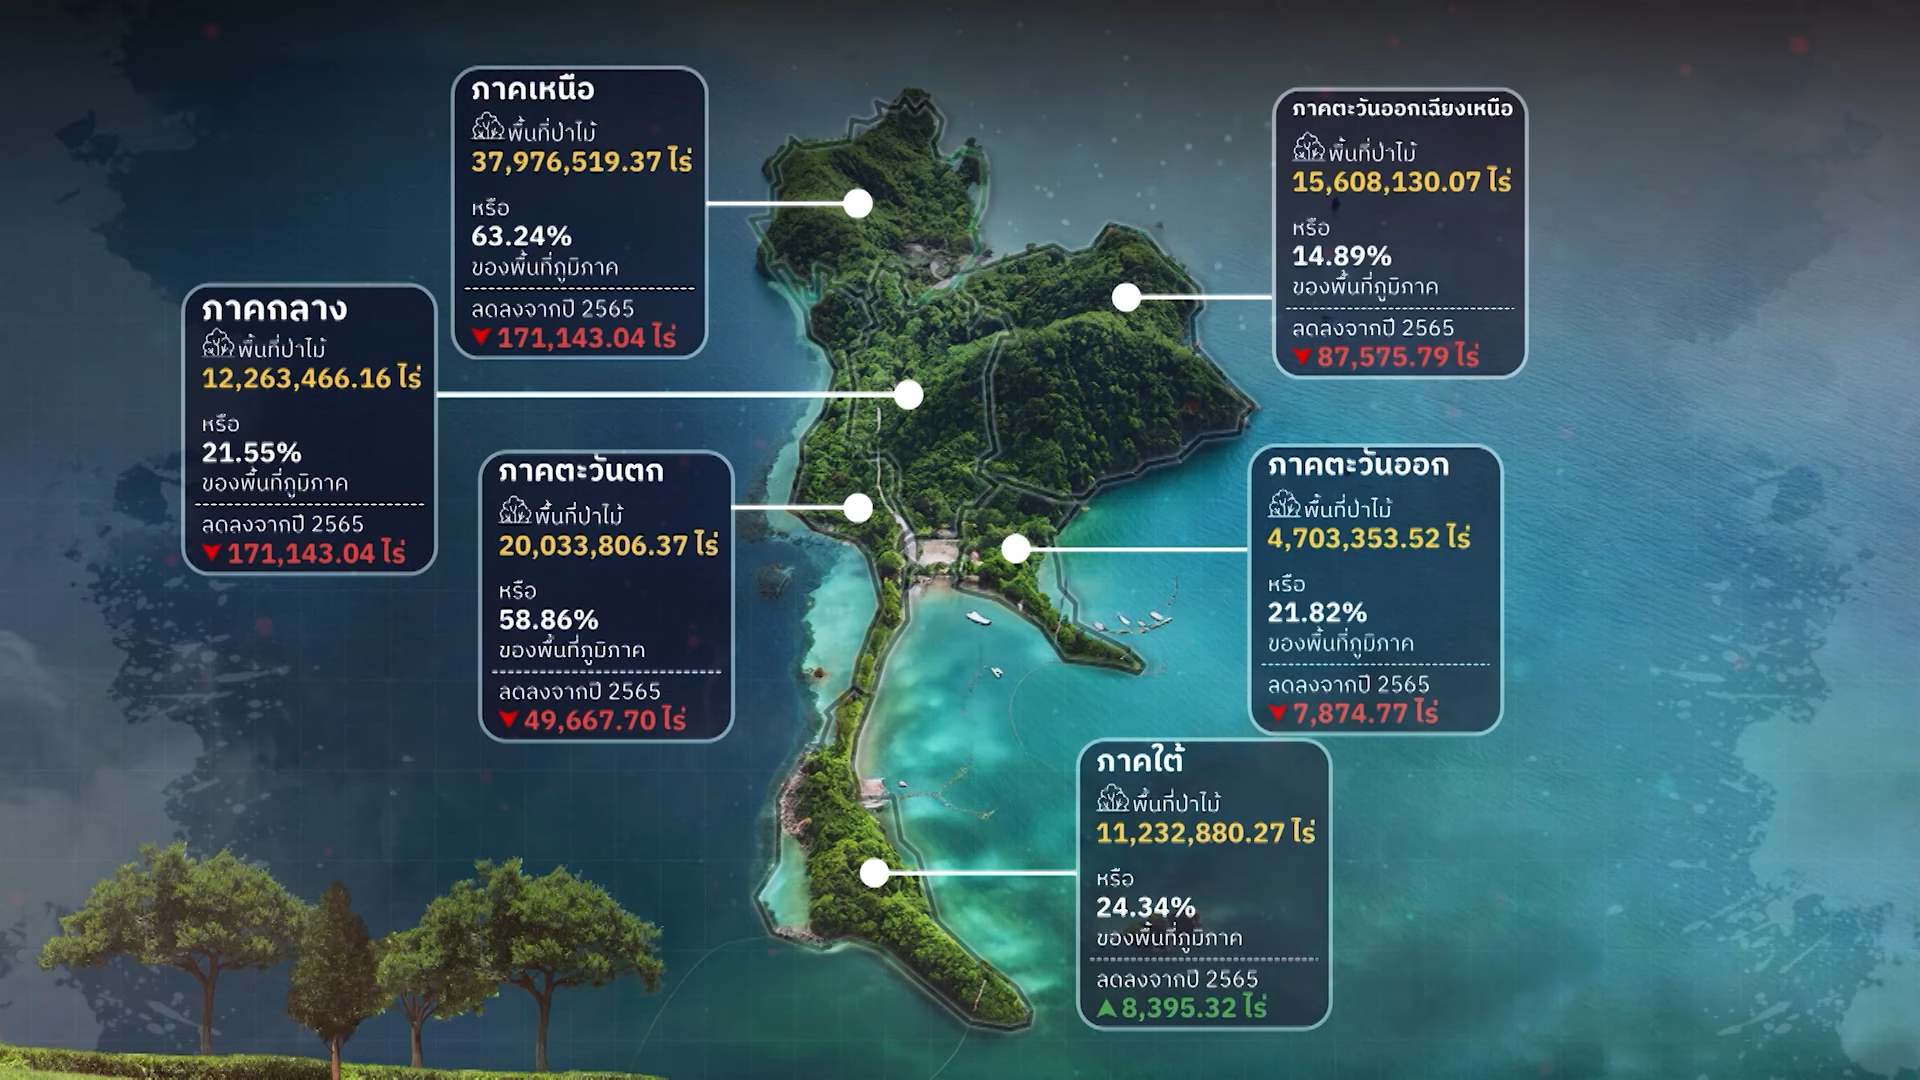 ภาคเหนือ
พื้นที่ป่าไม้
37,976,519.37 ไร่
หรือ
63.24%
ของพื้นที่ภูมิภาค
ลดลงจากปี 2565
171,143.04 ไร่
ภาคตะวันออกเฉียงเหนือ
พื้นที่ป่าไม้
15,608,130.07 ไร่
หรือ
14.89%
ของพื้นที่ภูมิภาค
ลดลงจากปี 2565
87,575.79 ไร่
ภาคกลาง
พื้นที่ป่าไม้
12,263,466.16 ไร่
หรือ
21.55%
ของพื้นที่ภูมิภาค
ลดลงจากปี 2565
171,143.04 ไร่
ภาคตะวันตก
พื้นที่ป่าไม้
20,033,806.37 ไร่
หรือ
58.86%
ของพื้นที่ภูมิภาค
ลดลงจากปี 2565
49,667.70 ไร่
ภาคตะวันออก
พื้นที่ป่าไม้
4,703,353.52 ไร่
หรือ
21.82%
ของพื้นที่ภูมิภาค
ลดลงจากปี 2565
7,874.77 ไร่
ภาคใต้
พื้นที่ป่าไม้
11,232,880.27 ไร่
หรือ
24.34%
ของพื้นที่ภูมิภาค
ลดลงจากปี 2565
8,395.32 ไร่